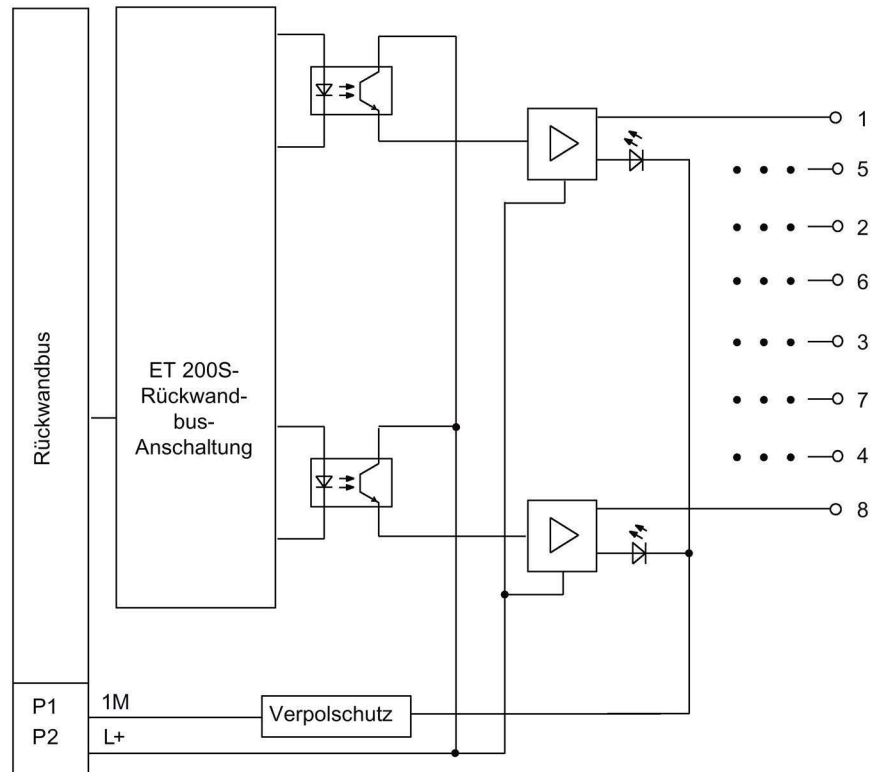 Rückwandbus
ET 200S-
Rückwand-
bus-
Anschaltung
1
5
2
6
3
7
4
8
P1
1M
Verpolschutz
P2
L+